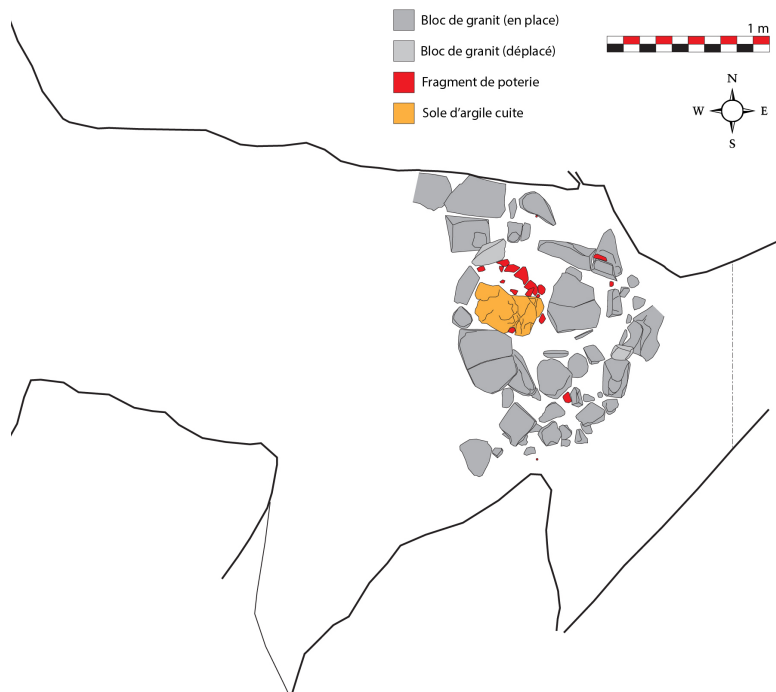 Bloc de granit (en place)
Bloc de granit (déplacé)
Fragment de poterie
Sole d'argile cuite
1 m
N
W
E
S